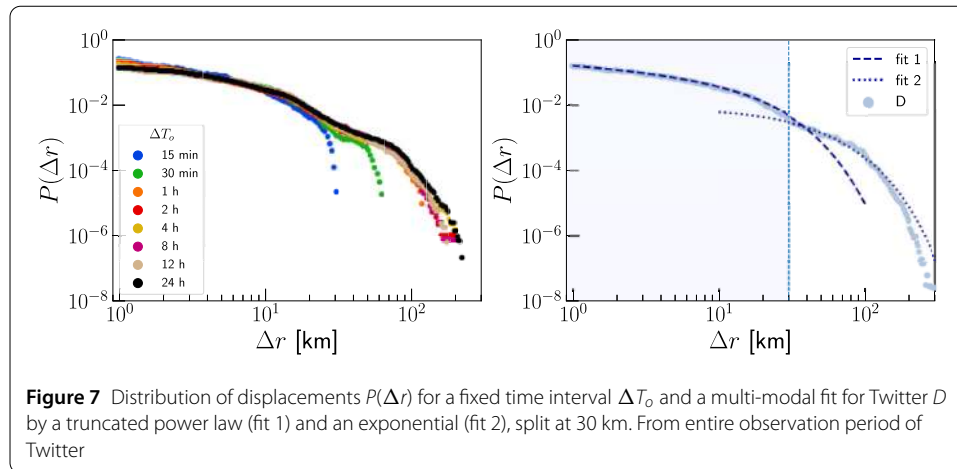 10^0
10^-2
10^-4
10^-6
10^-8
P(Δr)
ΔT_o
15 min
30 min
1 h
2 h
4 h
8 h
12 h
24 h
10^0 10^1 10^2
Δr [km]
10^0
10^-2
10^-4
10^-6
10^-8
P(Δr)
fit 1
fit 2
D
10^0 10^1 10^2
Δr [km]
Figure 7 Distribution of displacements P(Δr) for a fixed time interval ΔT_o and a multi-modal fit for Twitter D
by a truncated power law (fit 1) and an exponential (fit 2), split at 30 km. From entire observation period of
Twitter